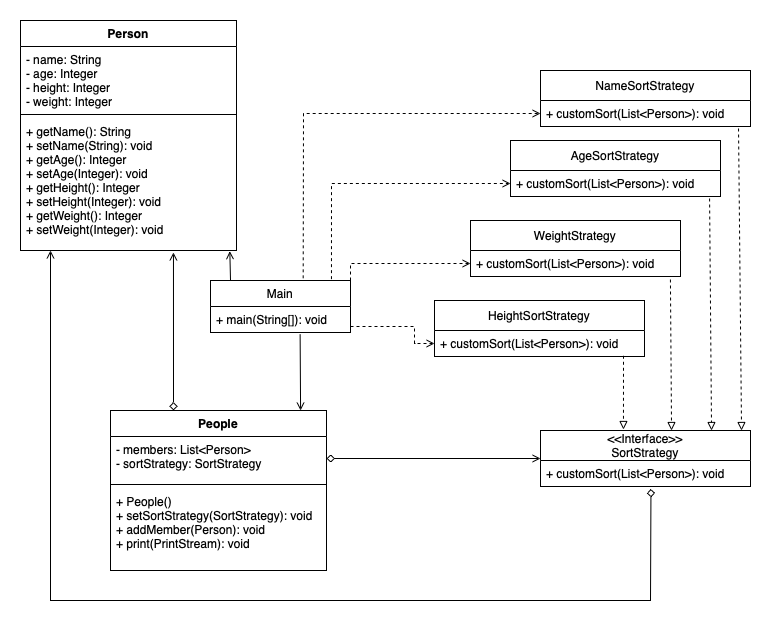 Person
- name: String
- age: Integer
- height: Integer
- weight: Integer
+ getName(): String
+ setName(String): void
+ getAge(): Integer
+ setAge(Integer): void
+ getHeight(): Integer
+ setHeight(Integer): void
+ getWeight(): Integer
+ setWeight(Integer): void
NameSortStrategy
+ customSort(List<Person>): void
AgeSortStrategy
+ customSort(List<Person>): void
WeightStrategy
+ customSort(List<Person>): void
Main
+ main(String[]): void
HeightSortStrategy
+ customSort(List<Person>): void
People
- members: List<Person>
- sortStrategy: SortStrategy
+ People()
+ setSortStrategy(SortStrategy): void
+ addMember(Person): void
+ print(PrintStream): void
<<Interface>>
SortStrategy
+ customSort(List<Person>): void